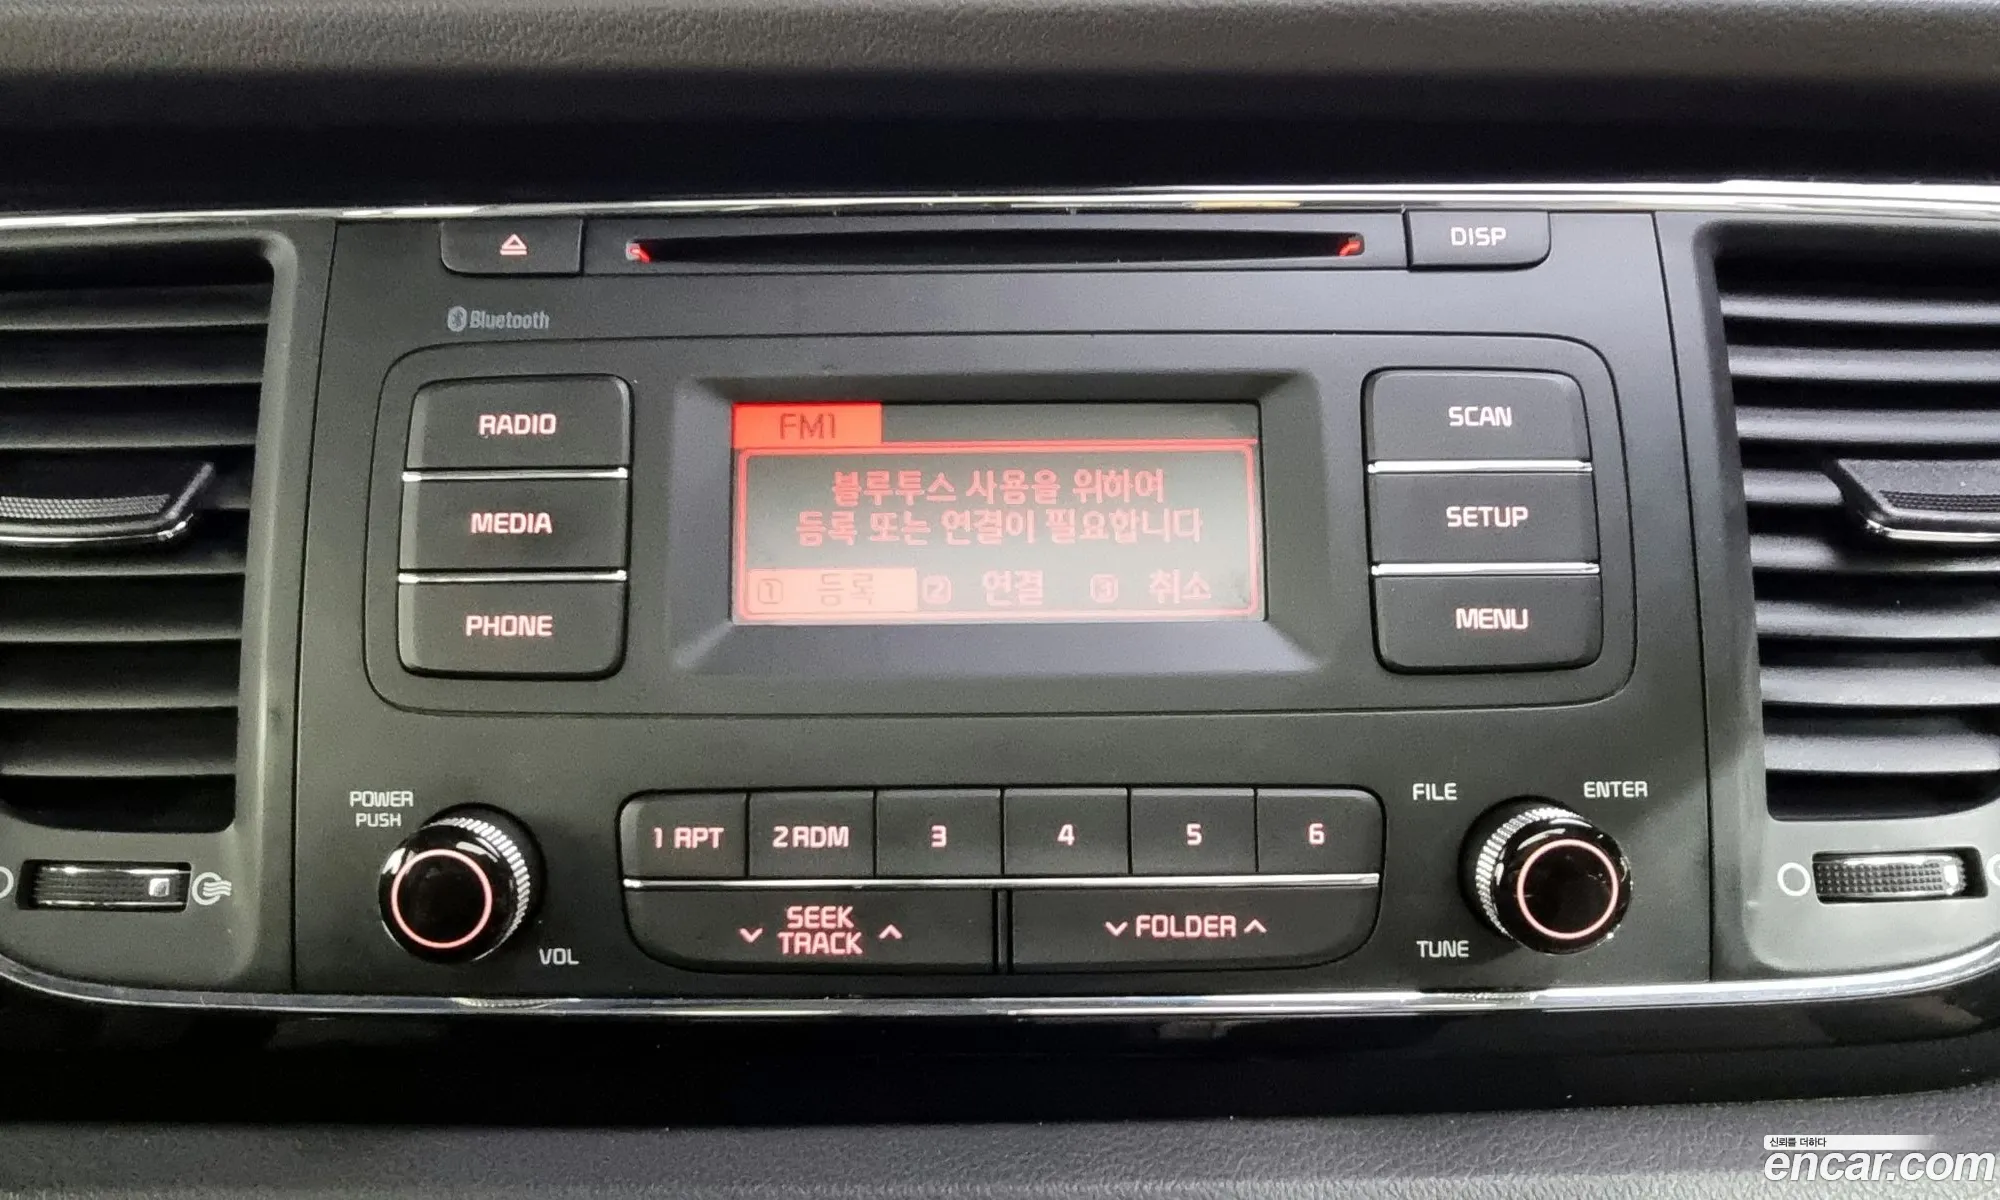 DISP
Bluetooth
RADIO
MEDIA
PHONE
FM1
블루투스 사용을 위하여
등록 또는 연결이 필요합니다
1 등록 2 연결 3 취소
SCAN
SETUP
MENU
POWER
PUSH
VOL
1 RPT
2 RDM
3
4
5
6
SEEK
TRACK
FOLDER
FILE
ENTER
TUNE
신뢰를 더하다
encar.com